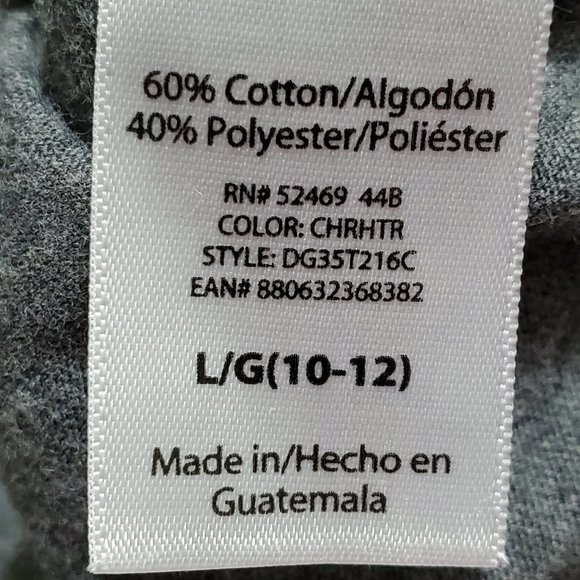 60% Cotton/Algodón
40% Polyester/Poliéster
RN# 52469 44B
COLOR: CHRHTR
STYLE: DG35T216C
EAN# 880632368382
L/G(10-12)
Made in/Hecho en
Guatemala